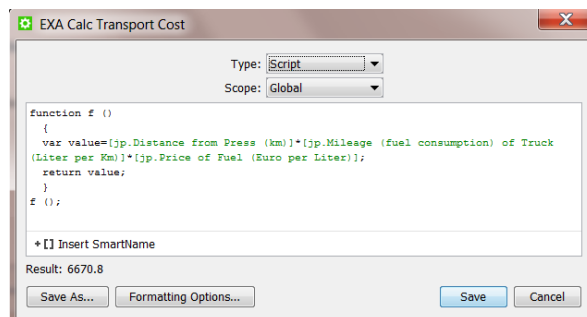 EXA Calc Transport Cost
Type: Script
Scope: Global
function f ()
{
var value=[jp.Distance from Press (km)]*[jp.Mileage (fuel consumption) of Truck
(Liter per Km)]*[jp.Price of Fuel (Euro per Liter)];
return value;
}
f ();
+ [] Insert SmartName
Result: 6670.8
Save As... Formatting Options... Save Cancel